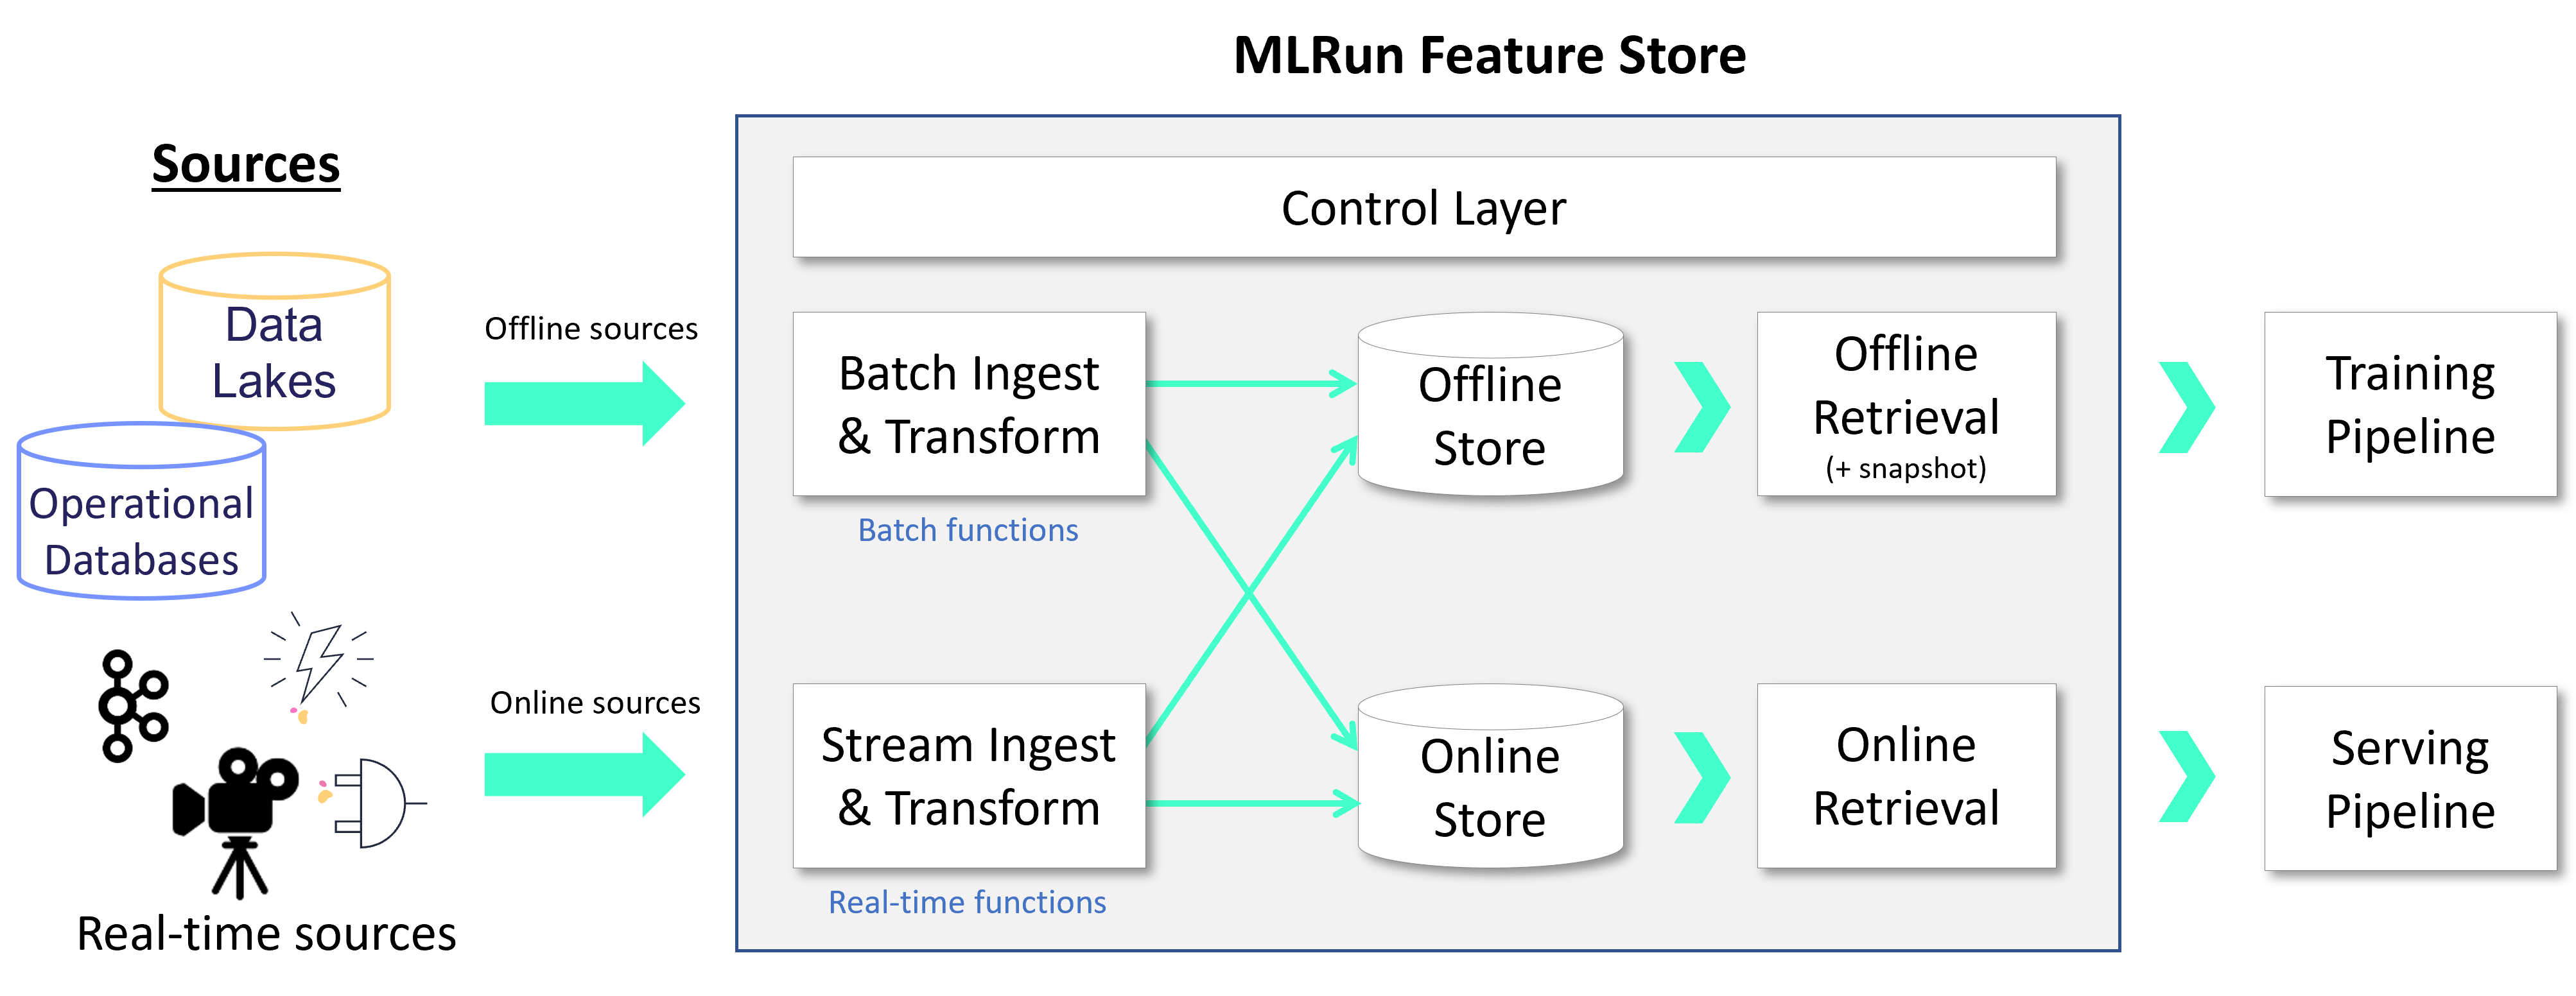 MLRun Feature Store
Sources
Data
Lakes
Operational
Databases
Real-time sources
Offline sources
Online sources
Control Layer
Batch Ingest
& Transform
Batch functions
Stream Ingest
& Transform
Real-time functions
Offline
Store
Online
Store
Offline
Retrieval
(+ snapshot)
Online
Retrieval
Training
Pipeline
Serving
Pipeline